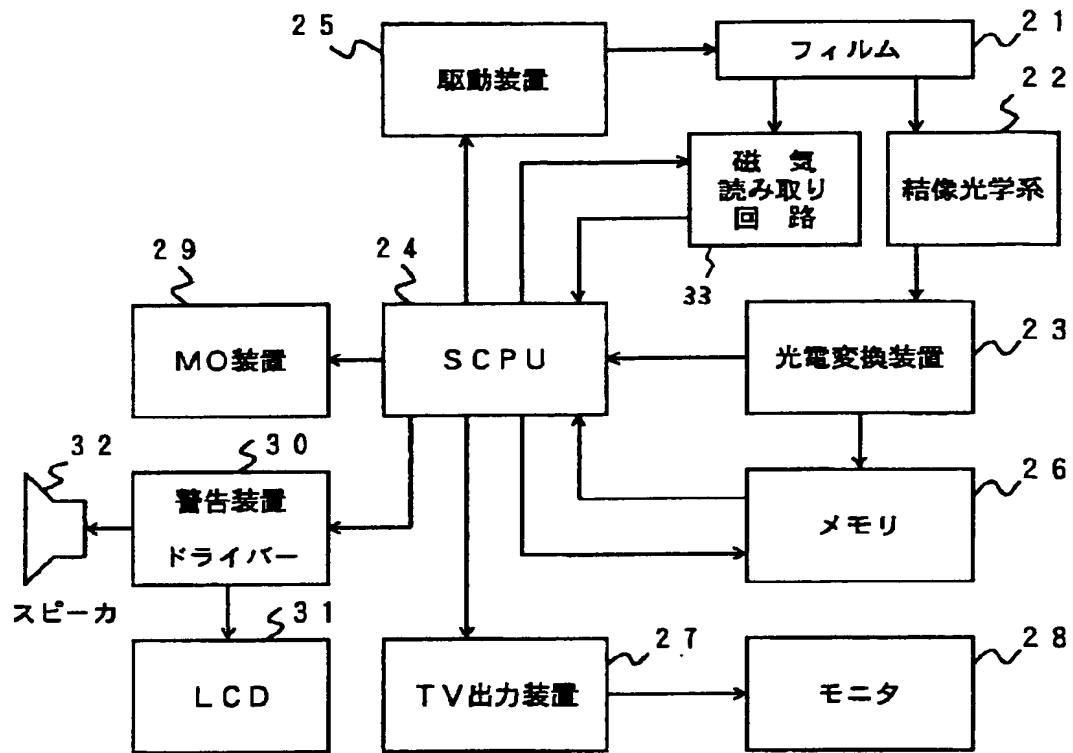 25
駆動装置
フィルム
21
22
磁 気
読み取り
回 路
33
結像光学系
29
MO装置
24
SCPU
光電変換装置
23
32
スピーカ
30
警告装置
ドライバー
メモリ
26
31
LCD
TV出力装置
27
モニタ
28